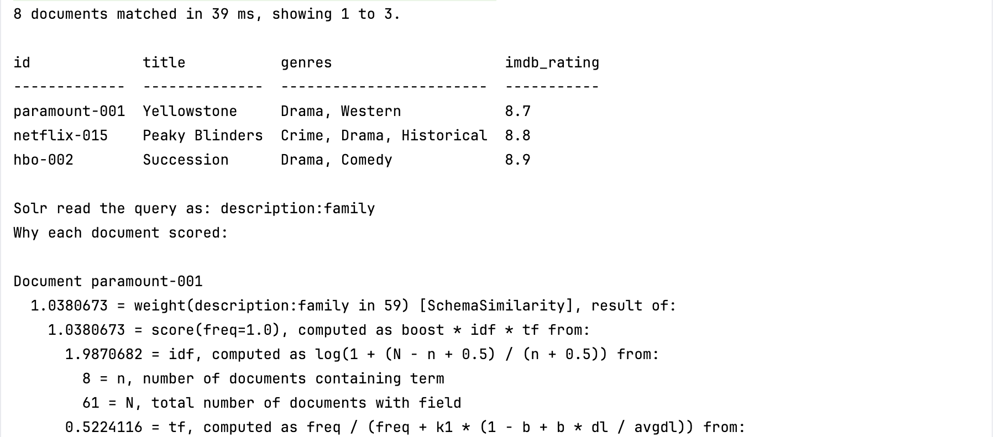 8 documents matched in 39 ms, showing 1 to 3.
id             title           genres                    imdb_rating
-------------  --------------  ------------------------  -----------
paramount-001  Yellowstone     Drama, Western            8.7
netflix-015    Peaky Blinders  Crime, Drama, Historical  8.8
hbo-002        Succession      Drama, Comedy             8.9
Solr read the query as: description:family
Why each document scored:
Document paramount-001
  1.0380673 = weight(description:family in 59) [SchemaSimilarity], result of:
    1.0380673 = score(freq=1.0), computed as boost * idf * tf from:
      1.9870682 = idf, computed as log(1 + (N - n + 0.5) / (n + 0.5)) from:
        8 = n, number of documents containing term
        61 = N, total number of documents with field
      0.5224116 = tf, computed as freq / (freq + k1 * (1 - b + b * dl / avgdl)) from: